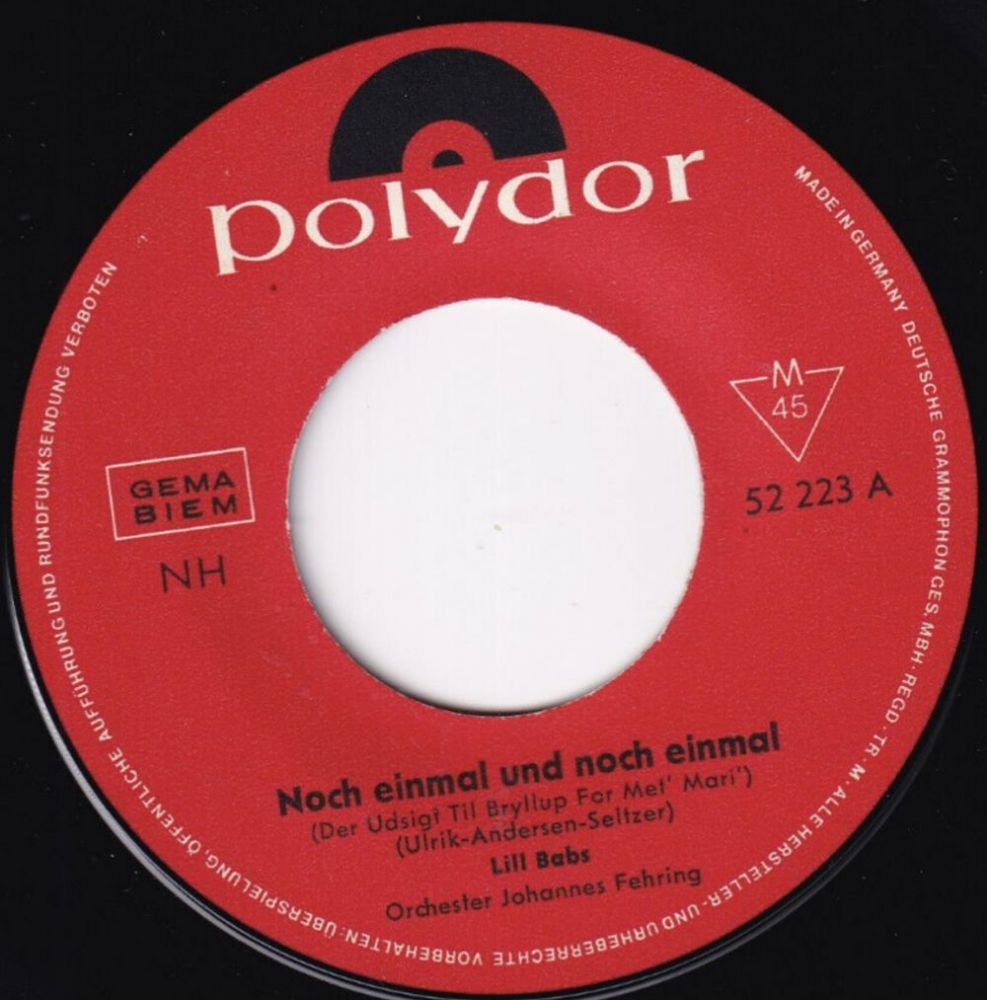 polydor
MADE IN GERMANY DEUTSCHE GRAMMOPHON GES. MBH · REGD · TR · M ALLE HERSTELLER- UND URHEBERRECHTE VORBEHALTEN · ÜBERSPIELUNG, ÖFFENTLICHE AUFFÜHRUNG UND RUNDFUNKSENDUNG VERBOTEN
M
45
52 223 A
GEMA
BIEM
NH
Noch einmal und noch einmal
(Der Udsigt Til Bryllup For Met' Mari')
(Ulrik-Andersen-Seltzer)
Lill Babs
Orchester Johannes Fehring